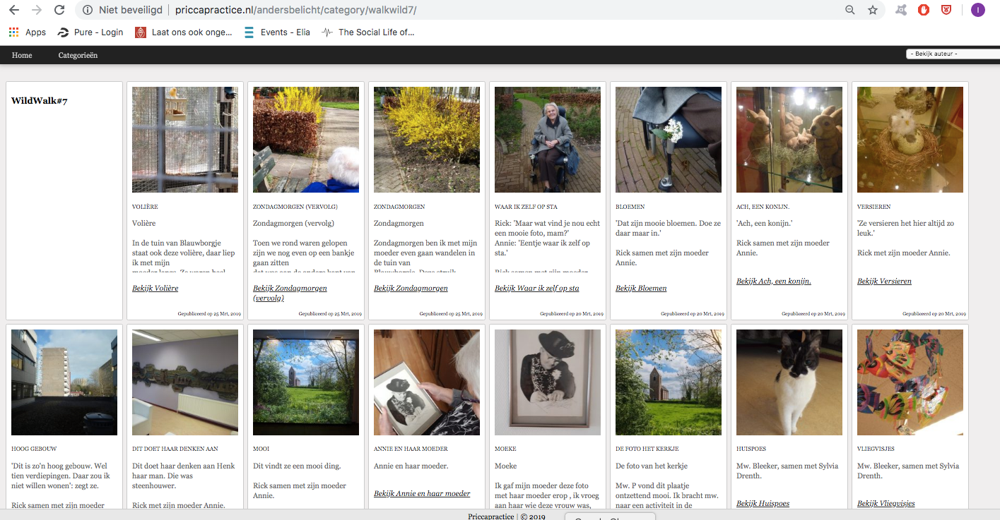 Niet beveiligd | priccapractice.nl/andersbelicht/category/walkwild7/
I
Apps Pure - Login Laat ons ook onge... Events - Elia The Social Life of...
Home Categorieën - Bekijk auteur -
WildWalk#7
VOLIÈRE
Volière
In de tuin van Blauwborgje
staat ook deze volière, daar liep
ik met mijn
Bekijk Volière
Gepubliceerd op 25 Mrt, 2019
ZONDAGMORGEN (VERVOLG)
Zondagmorgen (vervolg)
Toen we rond waren gelopen
zijn we nog even op een bankje
gaan zitten
dat was aan de andere kant van
Bekijk Zondagmorgen
(vervolg)
Gepubliceerd op 25 Mrt, 2019
ZONDAGMORGEN
Zondagmorgen
Zondagmorgen ben ik met mijn
moeder even gaan wandelen in
de tuin van
Blauwborgje. Deze struik
Bekijk Zondagmorgen
Gepubliceerd op 25 Mrt, 2019
WAAR IK ZELF OP STA
Rick: 'Maar wat vind je nou echt
een mooie foto, mam?'
Annie: 'Eentje waar ik zelf op
sta.'
Rick samen met zijn moeder
Bekijk Waar ik zelf op sta
Gepubliceerd op 20 Mrt, 2019
BLOEMEN
'Dat zijn mooie bloemen. Doe ze
daar maar in.'
Rick samen met zijn moeder
Annie.
Bekijk Bloemen
Gepubliceerd op 20 Mrt, 2019
ACH, EEN KONIJN.
'Ach, een konijn.'
Rick samen met zijn moeder
Annie.
Bekijk Ach, een konijn.
Gepubliceerd op 20 Mrt, 2019
VERSIEREN
'Ze versieren het hier altijd zo
leuk.'
Rick met zijn moeder Annie.
Bekijk Versieren
Gepubliceerd op 20 Mrt, 2019
HOOG GEBOUW
'Dit is zo'n hoog gebouw. Wel
tien verdiepingen. Daar zou ik
niet willen wonen': zegt ze.
Rick samen met zijn moeder
DIT DOET HAAR DENKEN AAN
Dit doet haar denken aan Henk
haar man. Die was
steenhouwer.
Rick met zijn moeder Annie.
MOOI
Dit vindt ze een mooi ding.
Rick samen met zijn moeder
Annie.
ANNIE EN HAAR MOEDER
Annie en haar moeder.
Bekijk Annie en haar moeder
MOEKE
Moeke
Ik gaf mijn moeder deze foto
met haar moeder erop , ik vroeg
aan haar wie deze vrouw was,
DE FOTO HET KERKJE
De foto van het kerkje
Mw. P vond dit plaatje
ontzettend mooi. Ik bracht mw.
naar een activiteit in de
HUISPOES
Mw. Bleeker, samen met Sylvia
Drenth.
Bekijk Huispoes
VLIEGVISJES
Mw. Bleeker, samen met Sylvia
Drenth.
Bekijk Vliegvisjes
Priccapractice | © 2019